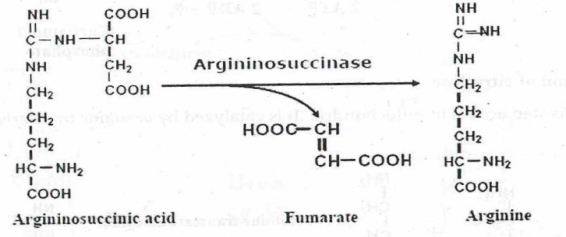 NH
C — NH — CH
COOH
CH2
COOH
NH
CH2
CH2
CH2
HC — NH2
COOH
Argininosuccinic acid
Argininosuccinase
HOOC — CH
CH — COOH
Fumarate
NH
C = NH
NH
CH2
CH2
CH2
HC — NH2
COOH
Arginine